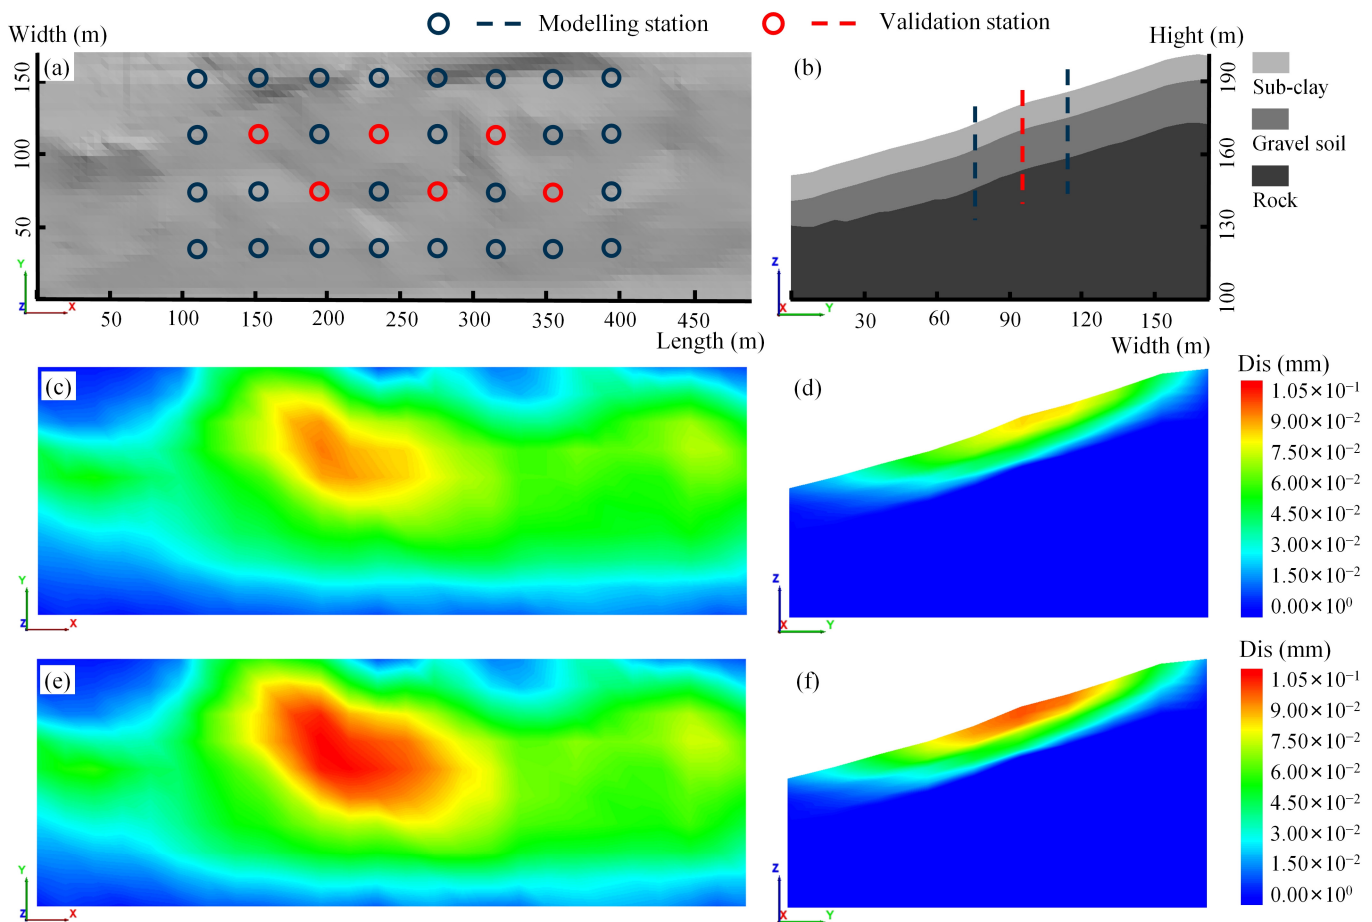 Modelling station
Validation station
Width (m)
(a)
150
100
50
Y
Z
X
50
100
150
200
250
300
350
400
450
Length (m)
Hight (m)
(b)
190
160
130
100
Sub-clay
Gravel soil
Rock
Z
X
Y
30
60
90
120
150
Width (m)
(c)
Y
Z
X
(d)
Z
X
Y
Dis (mm)
1.05×10⁻¹
9.00×10⁻²
7.50×10⁻²
6.00×10⁻²
4.50×10⁻²
3.00×10⁻²
1.50×10⁻²
0.00×10⁰
(e)
Y
Z
X
(f)
Z
X
Y
Dis (mm)
1.05×10⁻¹
9.00×10⁻²
7.50×10⁻²
6.00×10⁻²
4.50×10⁻²
3.00×10⁻²
1.50×10⁻²
0.00×10⁰